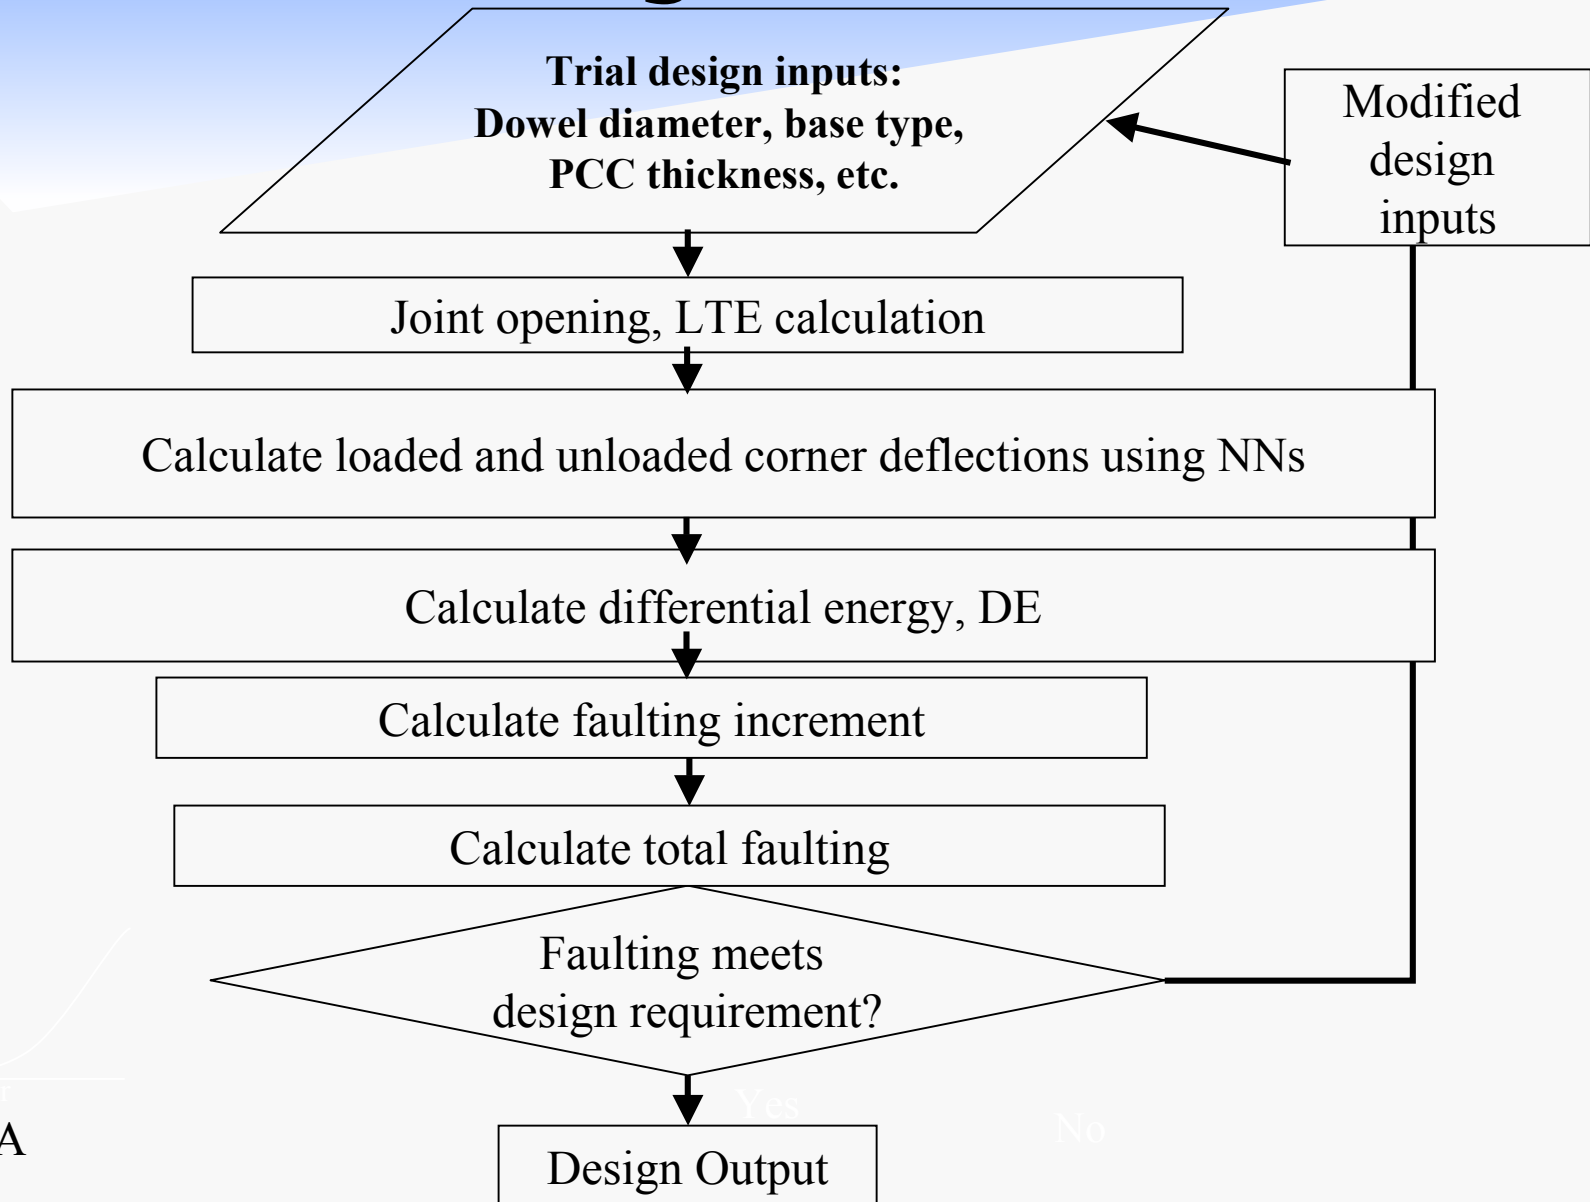 Trial design inputs:
Dowel diameter, base type,
PCC thickness, etc.
Modified
design
inputs
Joint opening, LTE calculation
Calculate loaded and unloaded corner deflections using NNs
Calculate differential energy, DE
Calculate faulting increment
Calculate total faulting
Faulting meets
design requirement?
Yes
No
r
A
Design Output